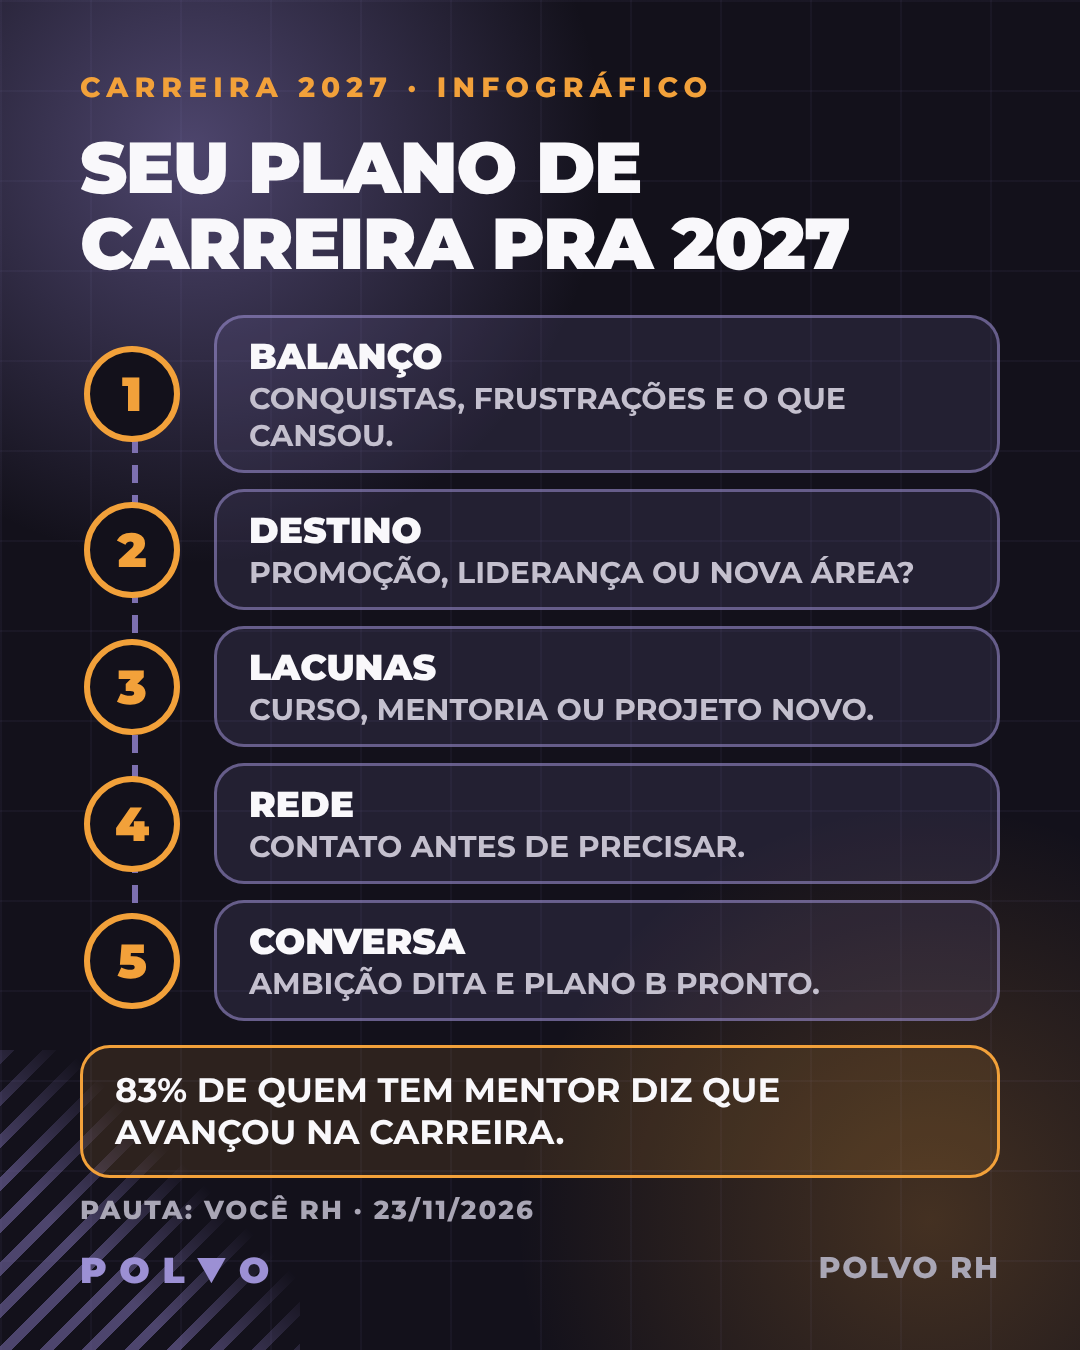 CARREIRA 2027 · INFOGRÁFICO
SEU PLANO DE
CARREIRA PRA 2027
1
BALANÇO
CONQUISTAS, FRUSTRAÇÕES E O QUE
CANSOU.
2
DESTINO
PROMOÇÃO, LIDERANÇA OU NOVA ÁREA?
3
LACUNAS
CURSO, MENTORIA OU PROJETO NOVO.
4
REDE
CONTATO ANTES DE PRECISAR.
5
CONVERSA
AMBIÇÃO DITA E PLANO B PRONTO.
83% DE QUEM TEM MENTOR DIZ QUE
AVANÇOU NA CARREIRA.
PAUTA: VOCÊ RH · 23/11/2026
POLVO
POLVO RH